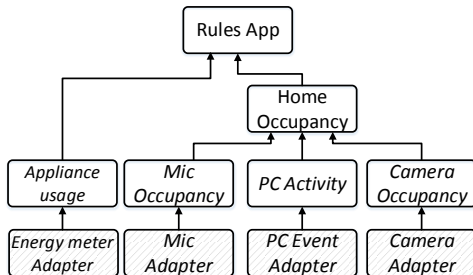 Rules App
Home
Occupancy
Appliance
usage
Mic
Occupancy
PC Activity
Camera
Occupancy
Energy meter
Adapter
Mic
Adapter
PC Event
Adapter
Camera
Adapter